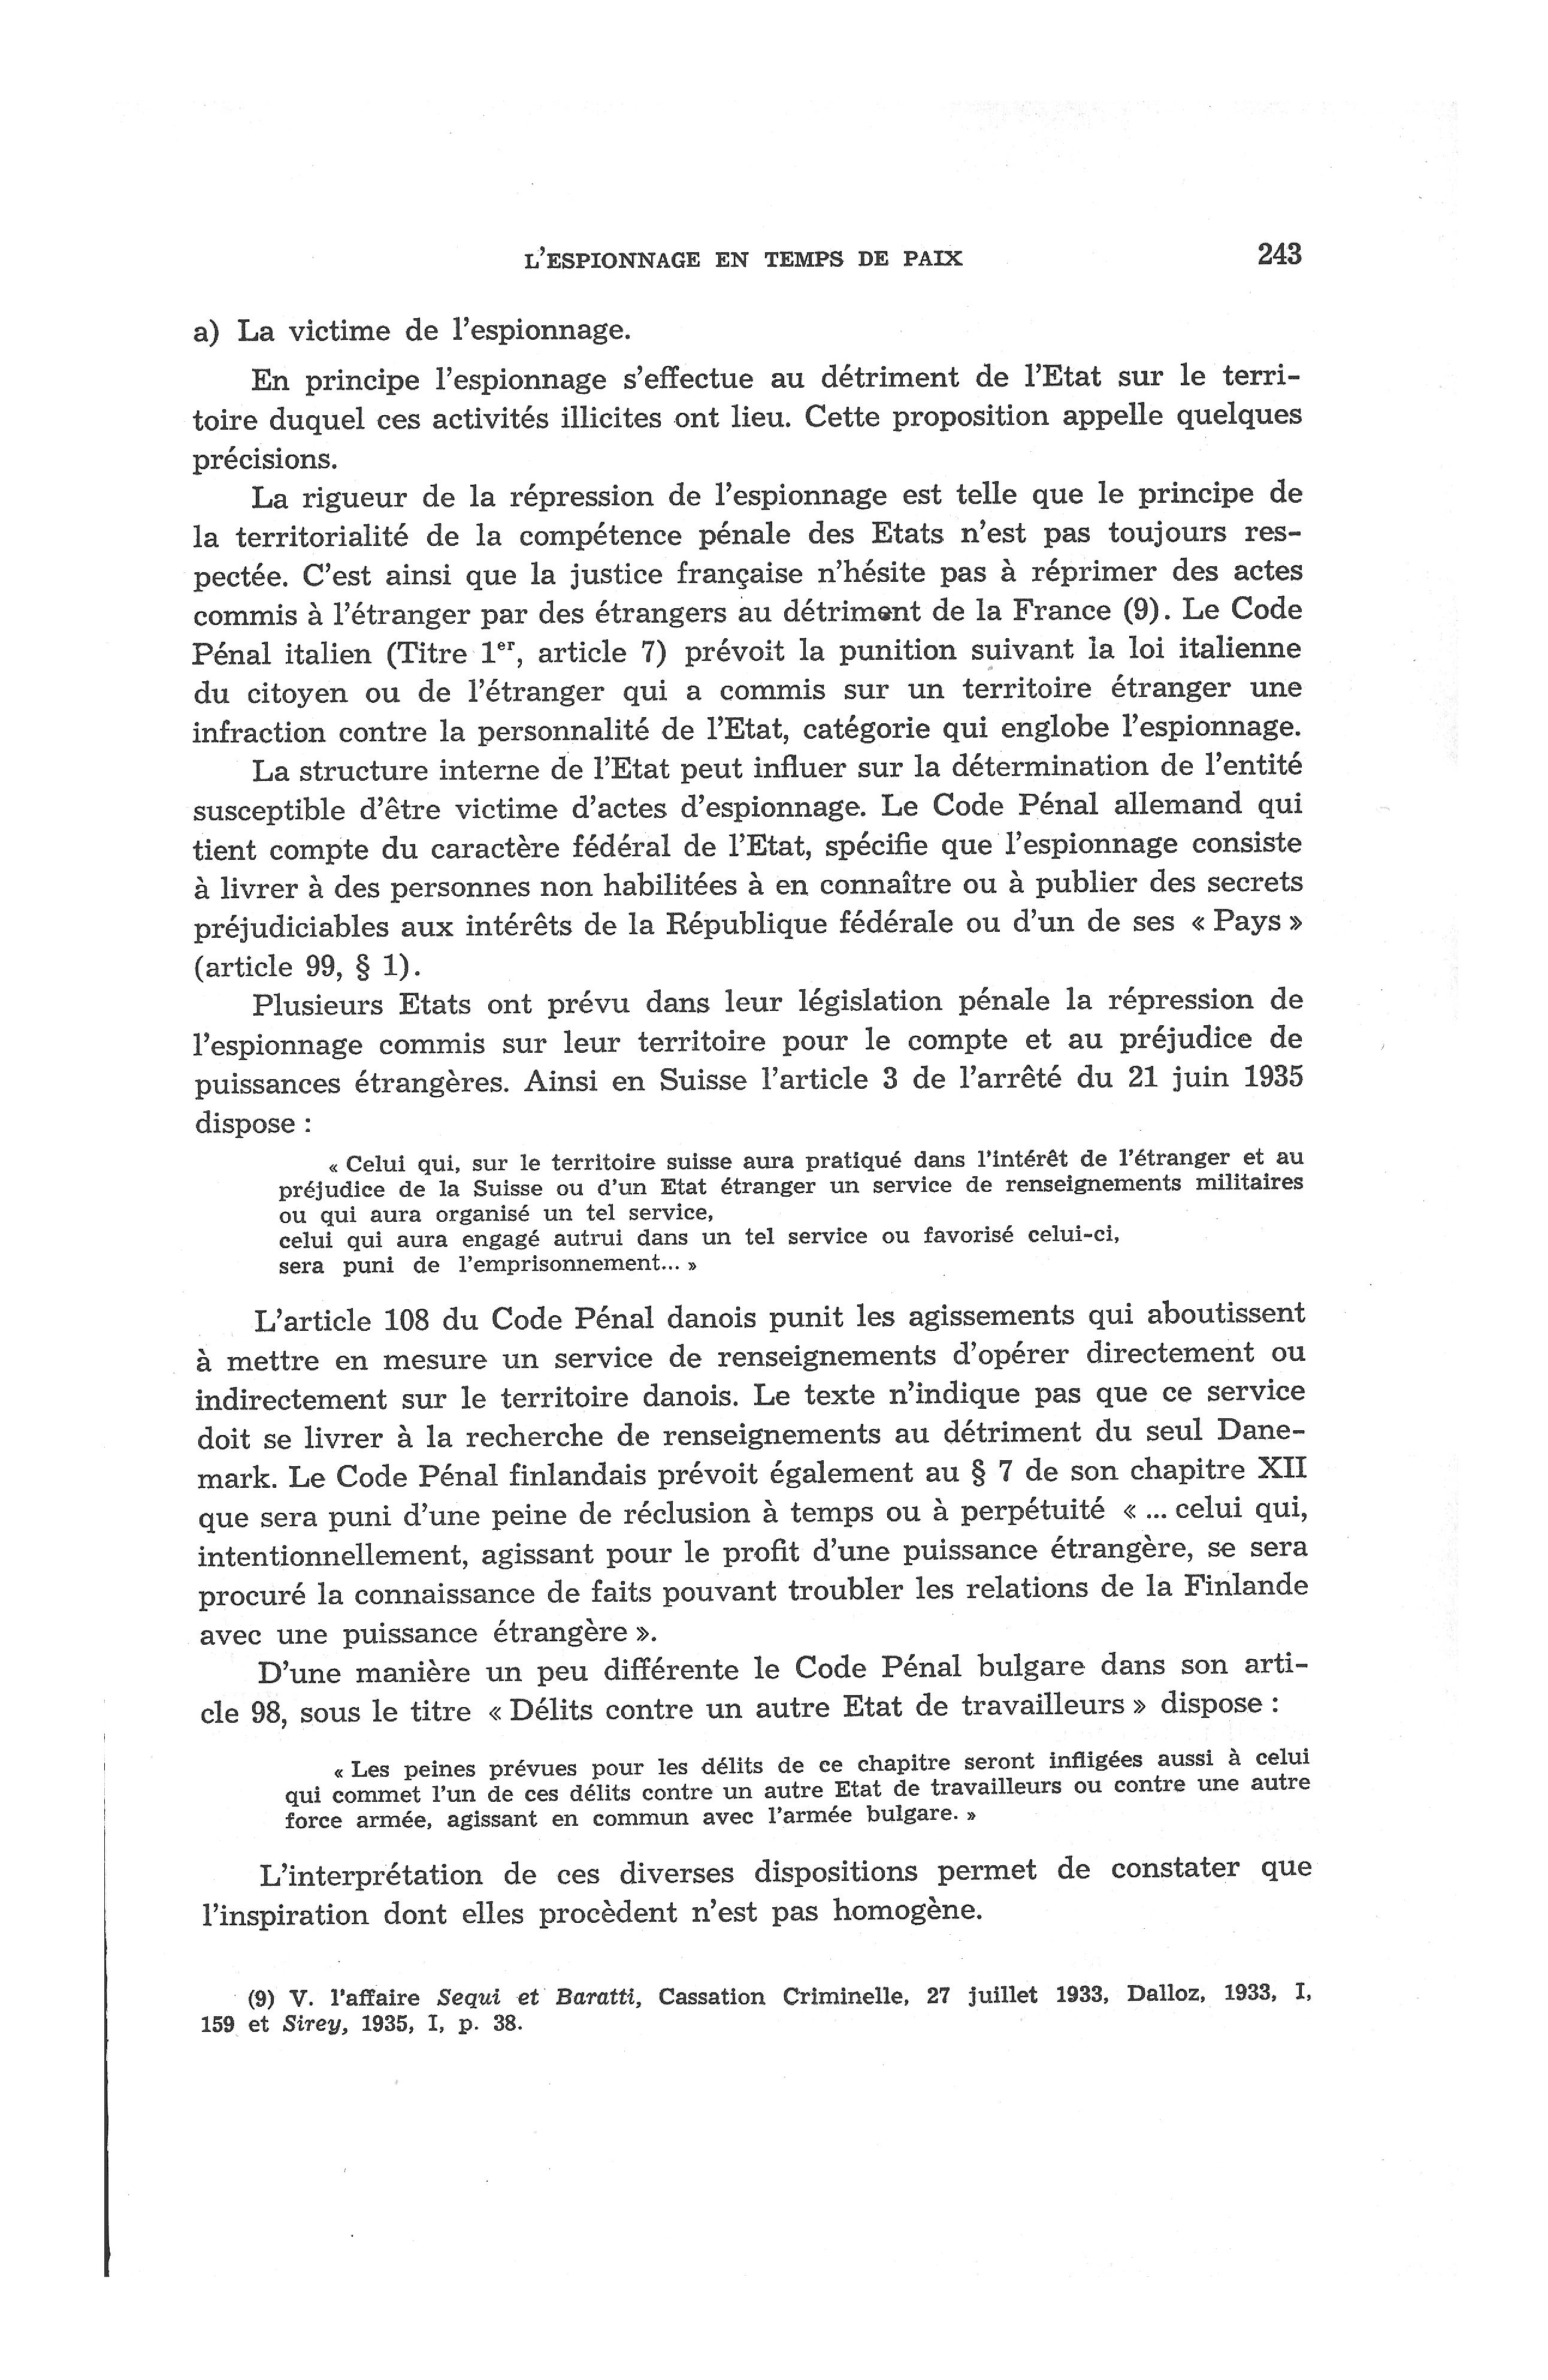 L'ESPIONNAGE EN TEMPS DE PAIX 243
a) La victime de l'espionnage.
En principe l'espionnage s'effectue au détriment de l'Etat sur le terri-
toire duquel ces activités illicites ont lieu. Cette proposition appelle quelques
précisions.
La rigueur de la répression de l'espionnage est telle que le principe de
la territorialité de la compétence pénale des Etats n'est pas toujours res-
pectée. C'est ainsi que la justice française n'hésite pas à réprimer des actes
commis à l'étranger par des étrangers au détriment de la France (9). Le Code
Pénal italien (Titre 1er, article 7) prévoit la punition suivant la loi italienne
du citoyen ou de l'étranger qui a commis sur un territoire étranger une
infraction contre la personnalité de l'Etat, catégorie qui englobe l'espionnage.
La structure interne de l'Etat peut influer sur la détermination de l'entité
susceptible d'être victime d'actes d'espionnage. Le Code Pénal allemand qui
tient compte du caractère fédéral de l'Etat, spécifie que l'espionnage consiste
à livrer à des personnes non habilitées à en connaître ou à publier des secrets
préjudiciables aux intérêts de la République fédérale ou d'un de ses « Pays »
(article 99, § 1).
Plusieurs Etats ont prévu dans leur législation pénale la répression de
l'espionnage commis sur leur territoire pour le compte et au préjudice de
puissances étrangères. Ainsi en Suisse l'article 3 de l'arrêté du 21 juin 1935
dispose :
« Celui qui, sur le territoire suisse aura pratiqué dans l'intérêt de l'étranger et au
préjudice de la Suisse ou d'un Etat étranger un service de renseignements militaires
ou qui aura organisé un tel service,
celui qui aura engagé autrui dans un tel service ou favorisé celui-ci,
sera puni de l'emprisonnement... »
L'article 108 du Code Pénal danois punit les agissements qui aboutissent
à mettre en mesure un service de renseignements d'opérer directement ou
indirectement sur le territoire danois. Le texte n'indique pas que ce service
doit se livrer à la recherche de renseignements au détriment du seul Dane-
mark. Le Code Pénal finlandais prévoit également au § 7 de son chapitre XII
que sera puni d'une peine de réclusion à temps ou à perpétuité « ... celui qui,
intentionnellement, agissant pour le profit d'une puissance étrangère, se sera
procuré la connaissance de faits pouvant troubler les relations de la Finlande
avec une puissance étrangère ».
D'une manière un peu différente le Code Pénal bulgare dans son arti-
cle 98, sous le titre « Délits contre un autre Etat de travailleurs » dispose :
« Les peines prévues pour les délits de ce chapitre seront infligées aussi à celui
qui commet l'un de ces délits contre un autre Etat de travailleurs ou contre une autre
force armée, agissant en commun avec l'armée bulgare. »
L'interprétation de ces diverses dispositions permet de constater que
l'inspiration dont elles procèdent n'est pas homogène.
(9) V. l'affaire Sequi et Baratti, Cassation Criminelle, 27 juillet 1933, Dalloz, 1933, I,
159 et Sirey, 1935, I, p. 38.